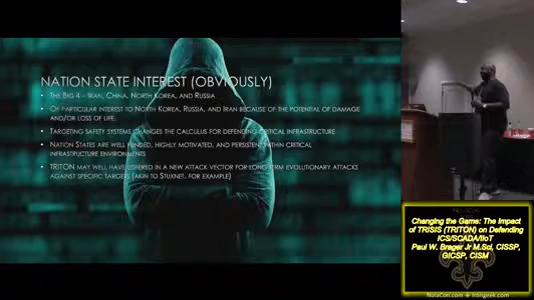 NATION STATE INTEREST (OBVIOUSLY)
• THE BIG 4 – IRAN, CHINA, NORTH KOREA, AND RUSSIA
• OF PARTICULAR INTEREST TO NORTH KOREA, RUSSIA, AND IRAN BECAUSE OF THE POTENTIAL OF DAMAGE
AND/OR LOSS OF LIFE.
• TARGETING SAFETY SYSTEMS CHANGES THE CALCULUS FOR DEFENDING CRITICAL INFRASTRUCTURE
• NATION STATES ARE WELL FUNDED, HIGHLY MOTIVATED, AND PERSISTENT WITHIN CRITICAL
INFRASTRUCTURE ENVIRONMENTS
• TRITON MAY WELL HAVE USHERED IN A NEW ATTACK VECTOR FOR LONG-TERM EVOLUTIONARY ATTACKS
AGAINST SPECIFIC TARGETS (AKIN TO STUXNET, FOR EXAMPLE)
Changing the Game: The Impact
of TRISIS (TRITON) on Defending
ICS/SCADA/IIoT
Paul W. Brager Jr M.Sci, CISSP,
GICSP, CISM
NolaCon.com Irongeek.com